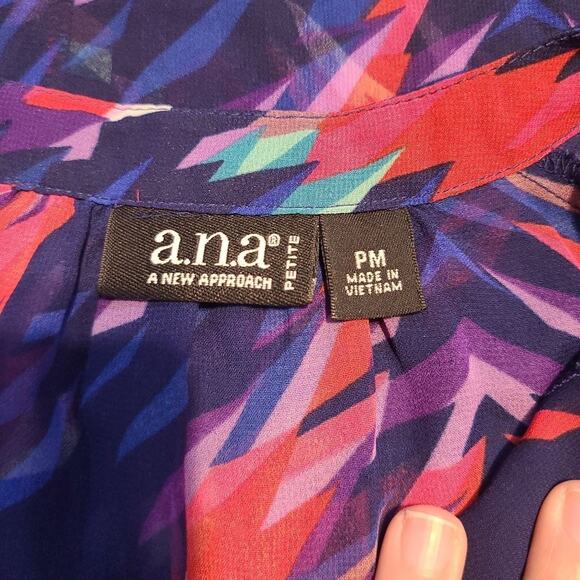 a.n.a®
A NEW APPROACH
PETITE
PM
MADE IN
VIETNAM